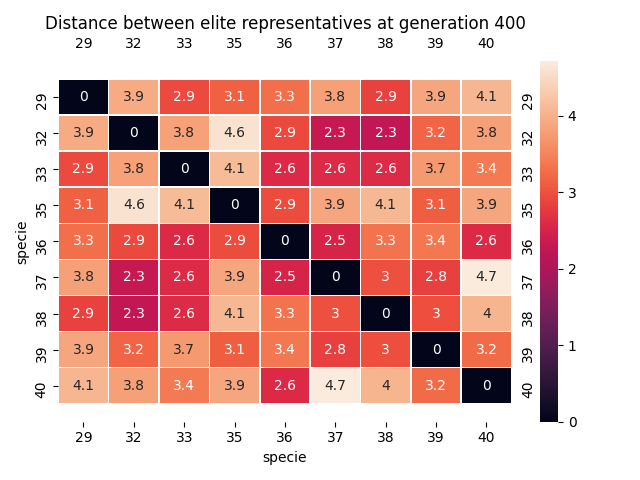 Distance between elite representatives at generation 400
29 32 33 35 36 37 38 39 40
29 0 3.9 2.9 3.1 3.3 3.8 2.9 3.9 4.1 29
32 3.9 0 3.8 4.6 2.9 2.3 2.3 3.2 3.8 32
33 2.9 3.8 0 4.1 2.6 2.6 2.6 3.7 3.4 33
35 3.1 4.6 4.1 0 2.9 3.9 4.1 3.1 3.9 35
36 3.3 2.9 2.6 2.9 0 2.5 3.3 3.4 2.6 36
37 3.8 2.3 2.6 3.9 2.5 0 3 2.8 4.7 37
38 2.9 2.3 2.6 4.1 3.3 3 0 3 4 38
39 3.9 3.2 3.7 3.1 3.4 2.8 3 0 3.2 39
40 4.1 3.8 3.4 3.9 2.6 4.7 4 3.2 0 40
29 32 33 35 36 37 38 39 40
specie
specie
4
3
2
1
0